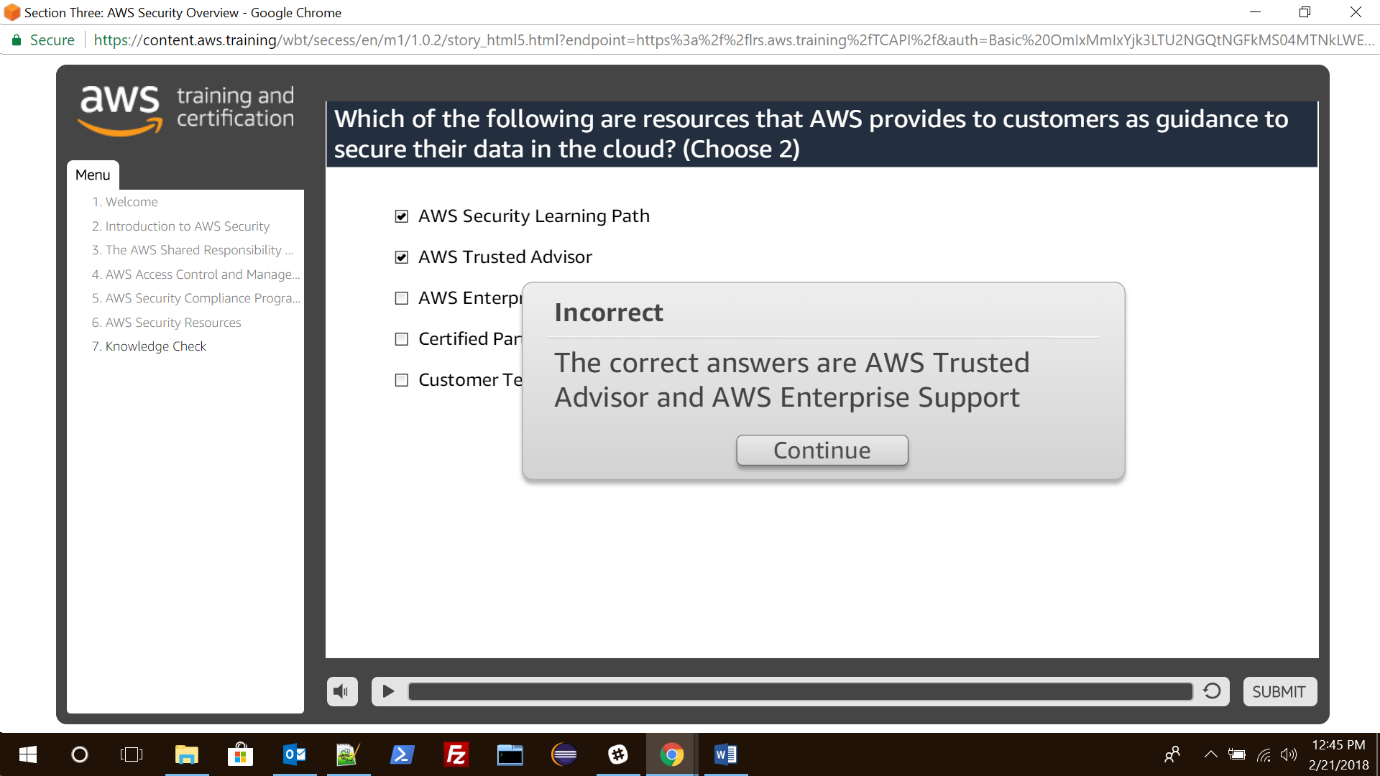 Section Three: AWS Security Overview - Google Chrome
Secure
https://content.aws.training/wbt/secess/en/m1/1.0.2/story_html5.html?endpoint=https%3a%2f%2flrs.aws.training%2fTCAPI%2f&auth=Basic%20OmIxMmIxYjk3LTU2NGQtNGFkMS04MTNkLWE...
aws training and
certification
Which of the following are resources that AWS provides to customers as guidance to
secure their data in the cloud? (Choose 2)
Menu
1. Welcome
2. Introduction to AWS Security
3. The AWS Shared Responsibility ...
4. AWS Access Control and Manage...
5. AWS Security Compliance Progra...
6. AWS Security Resources
7. Knowledge Check
AWS Security Learning Path
AWS Trusted Advisor
AWS Enterpr
Certified Par
Customer Te
Incorrect
The correct answers are AWS Trusted
Advisor and AWS Enterprise Support
Continue
SUBMIT
12:45 PM
2/21/2018